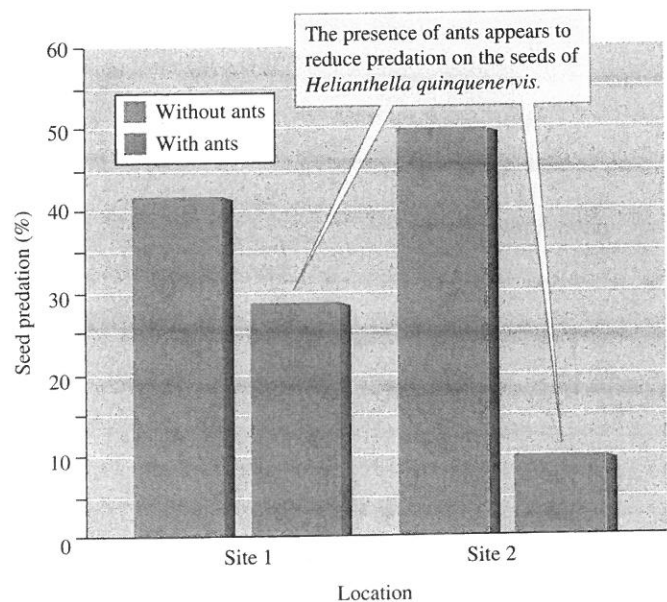 The presence of ants appears to
reduce predation on the seeds of
Helianthella quinquenervis.
Without ants
With ants
Seed predation (%)
60
50
40
30
20
10
0
Site 1
Site 2
Location